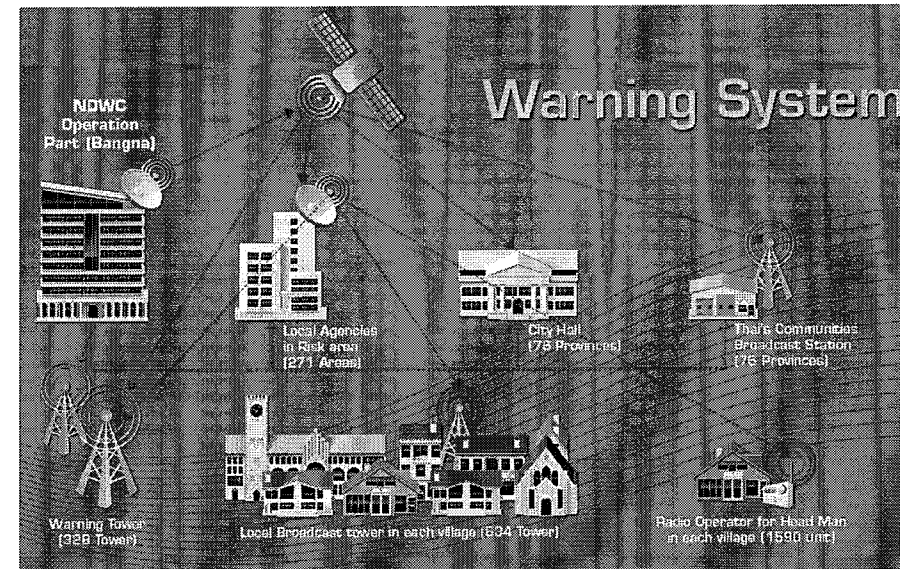 Warning System
NDWC
Operation
Part (Bangna)
Local Agencies
in Risk area
(271 Areas)
City Hall
(76 Provinces)
Thai's Communities
Broadcast Station
(76 Provinces)
Warning Tower
(328 Tower)
Local Broadcast tower in each village (634 Tower)
Radio Operator for Head Man
in each village (1590 unit)